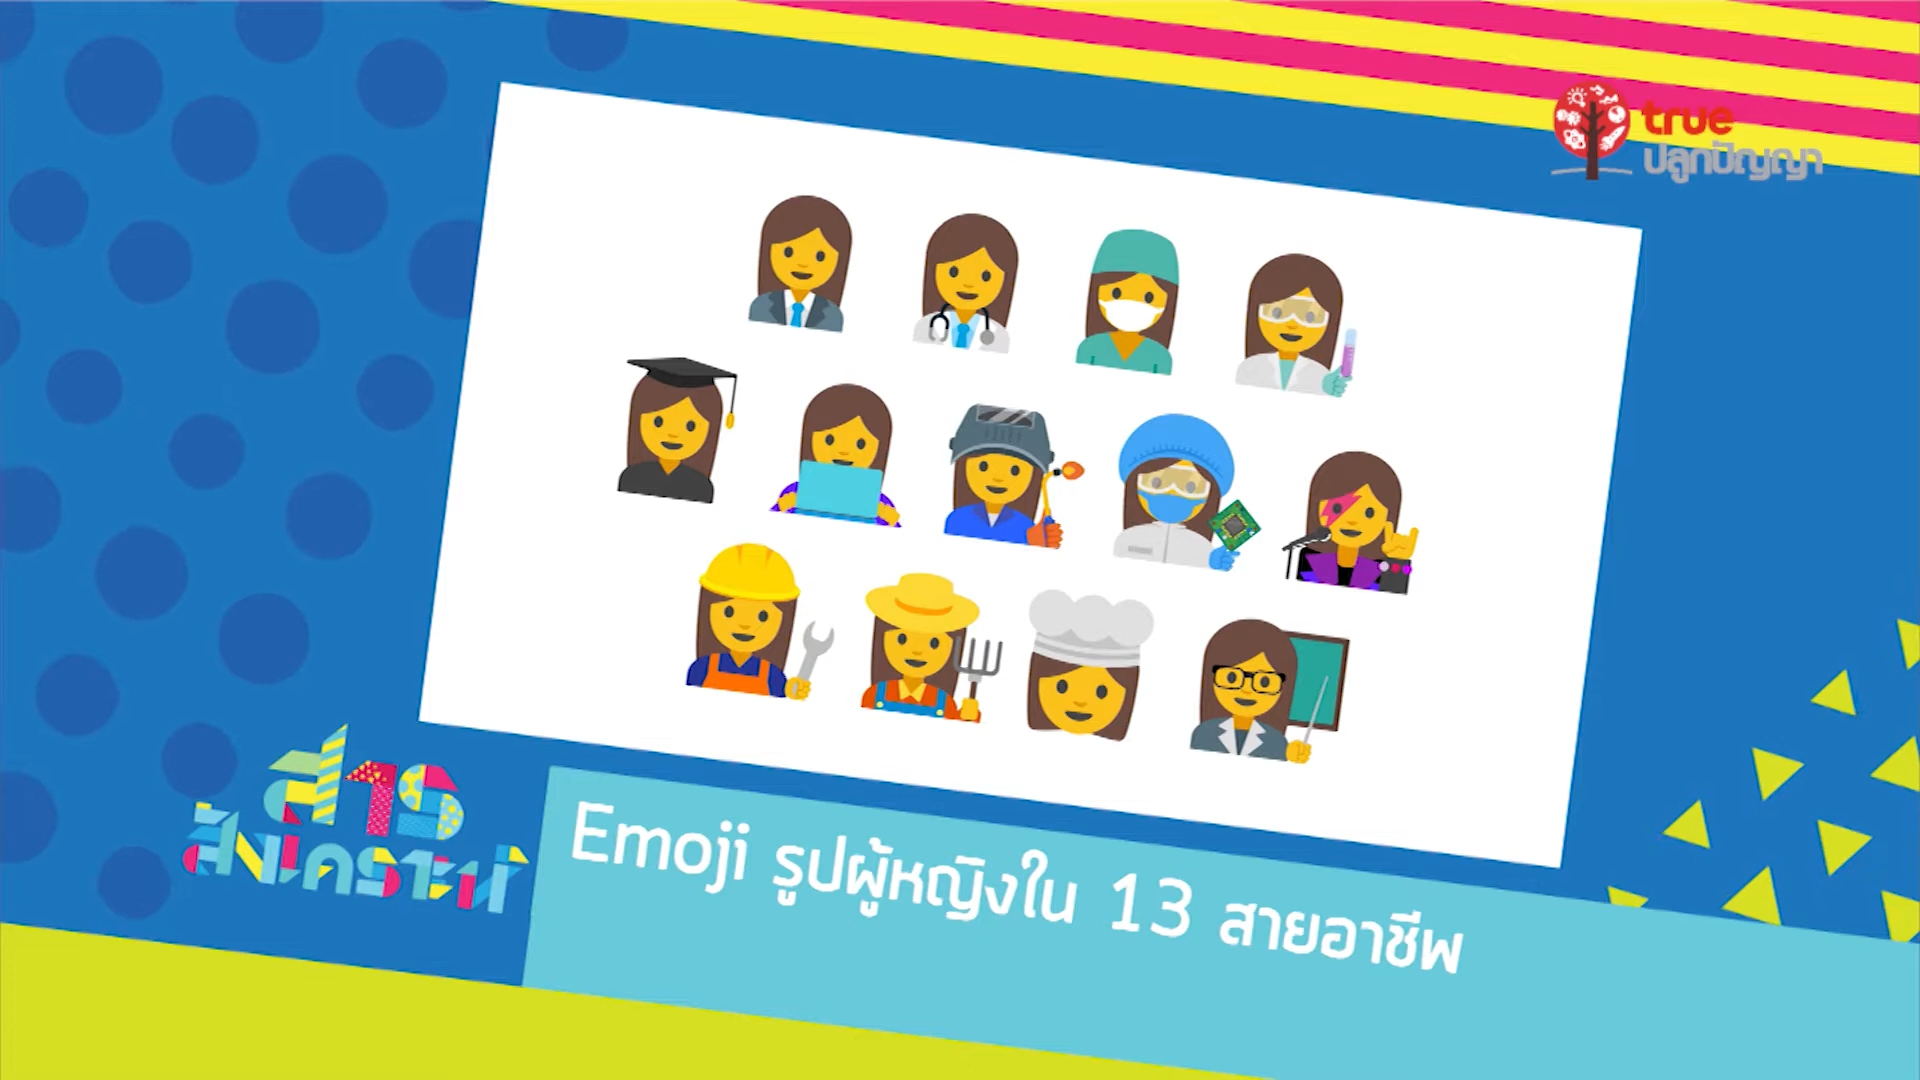 true
ปลูกปัญญา
สาร
สังเคราะห์
Emoji รูปผู้หญิงใน 13 สายอาชีพ